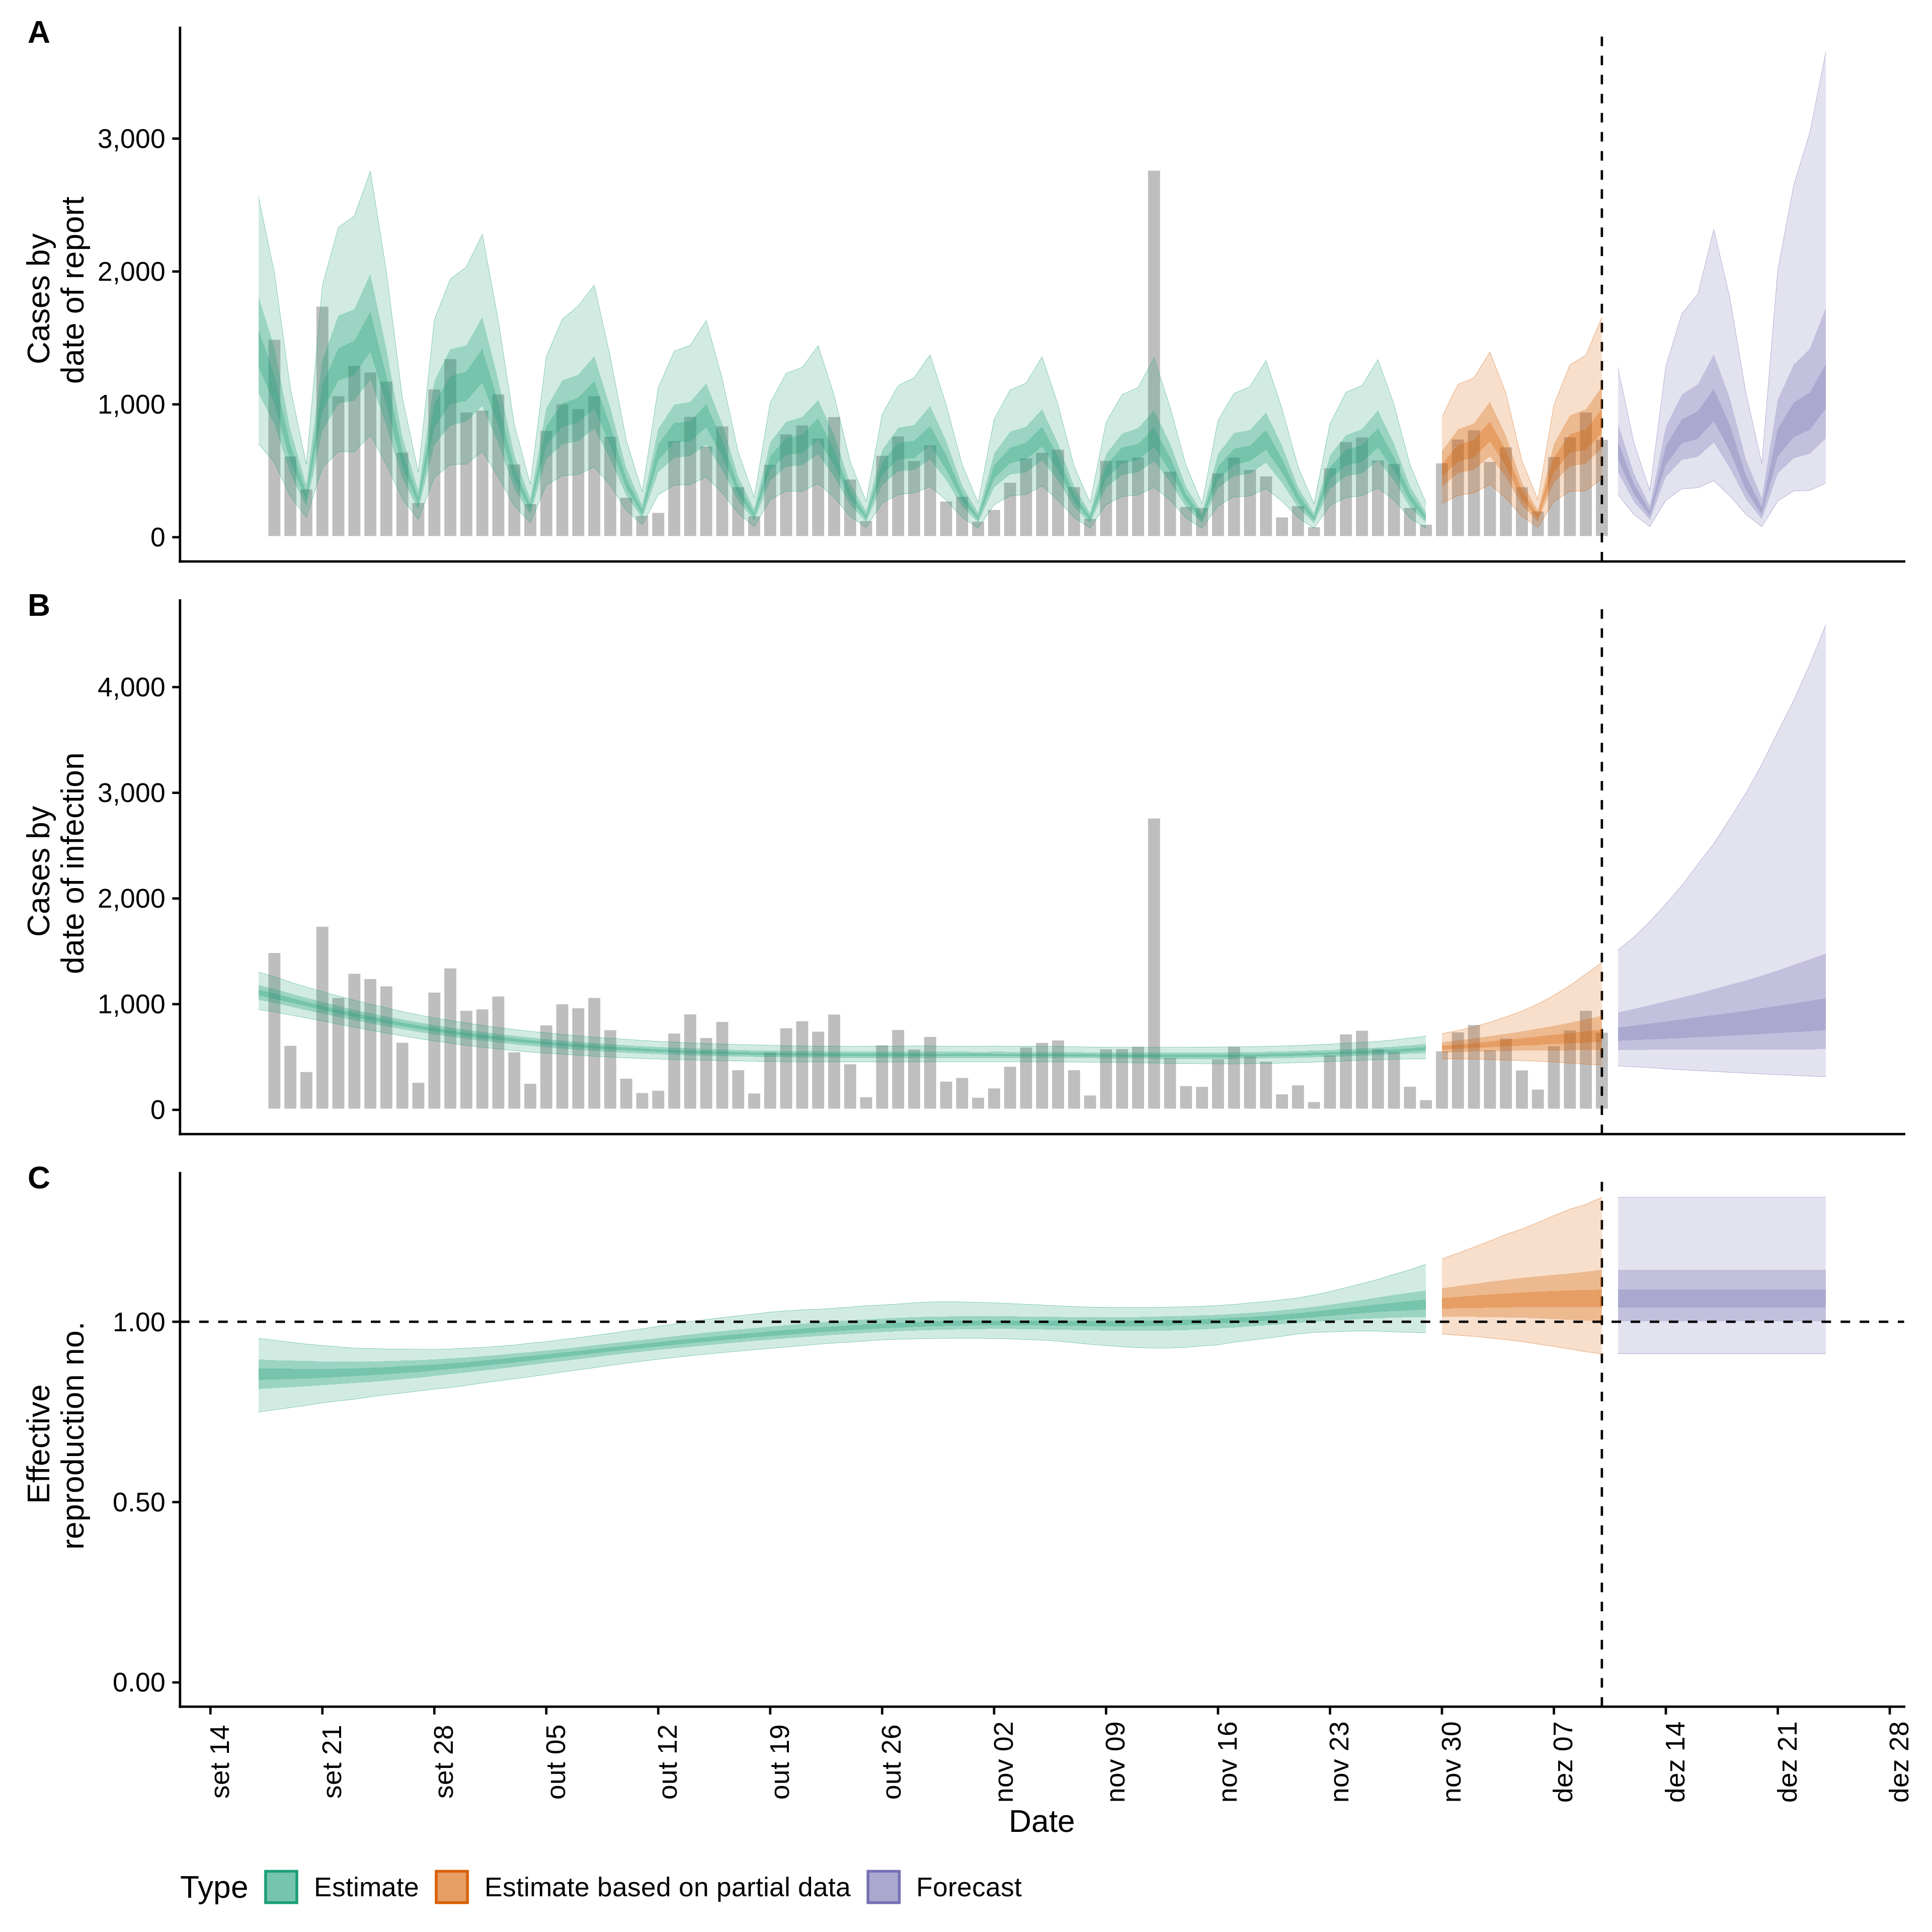 A
Cases by
date of report
3,000
2,000
1,000
0
B
Cases by
date of infection
4,000
3,000
2,000
1,000
0
C
Effective
reproduction no.
1.00
0.50
0.00
set 14
set 21
set 28
out 05
out 12
out 19
out 26
nov 02
nov 09
nov 16
nov 23
nov 30
dez 07
dez 14
dez 21
dez 28
Date
Type Estimate Estimate based on partial data Forecast